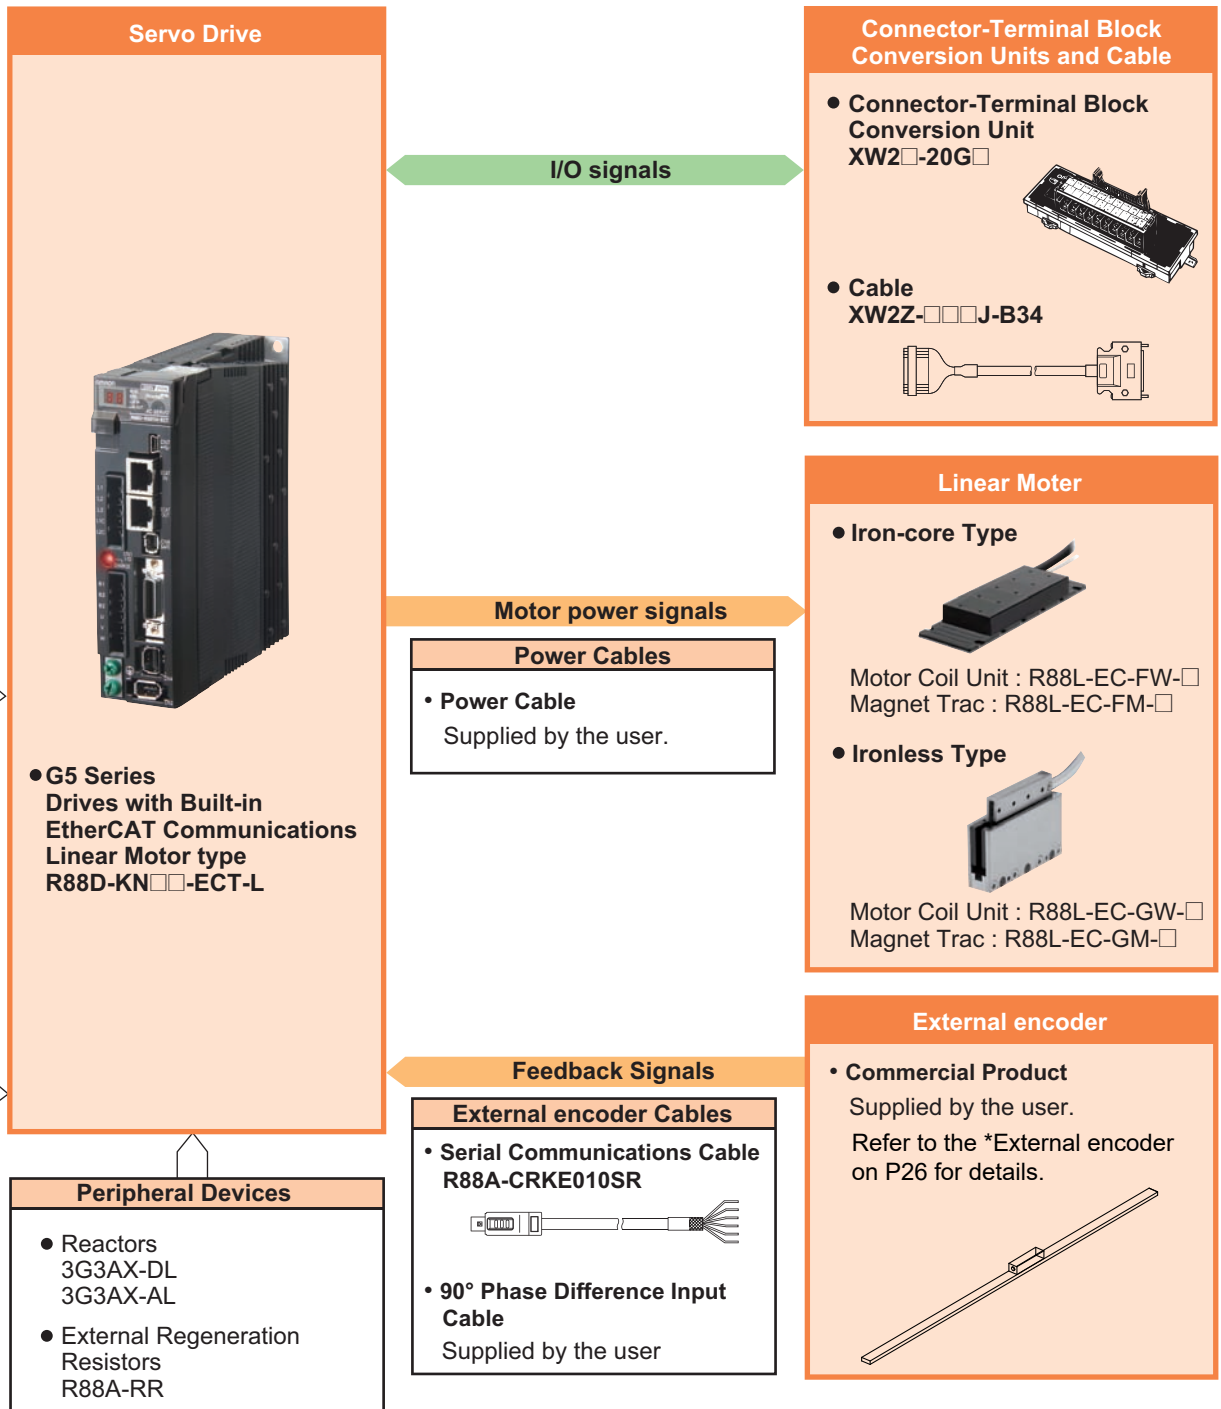 Servo Drive
● G5 Series
Drives with Built-in
EtherCAT Communications
Linear Motor type
R88D-KN□□-ECT-L
Peripheral Devices
● Reactors
3G3AX-DL
3G3AX-AL
● External Regeneration
Resistors
R88A-RR
I/O signals
Motor power signals
Power Cables
• Power Cable
Supplied by the user.
Feedback Signals
External encoder Cables
• Serial Communications Cable
R88A-CRKE010SR
• 90° Phase Difference Input
Cable
Supplied by the user
Connector-Terminal Block
Conversion Units and Cable
● Connector-Terminal Block
Conversion Unit
XW2□-20G□
● Cable
XW2Z-□□□J-B34
Linear Moter
● Iron-core Type
Motor Coil Unit : R88L-EC-FW-□
Magnet Trac : R88L-EC-FM-□
● Ironless Type
Motor Coil Unit : R88L-EC-GW-□
Magnet Trac : R88L-EC-GM-□
External encoder
• Commercial Product
Supplied by the user.
Refer to the *External encoder
on P26 for details.